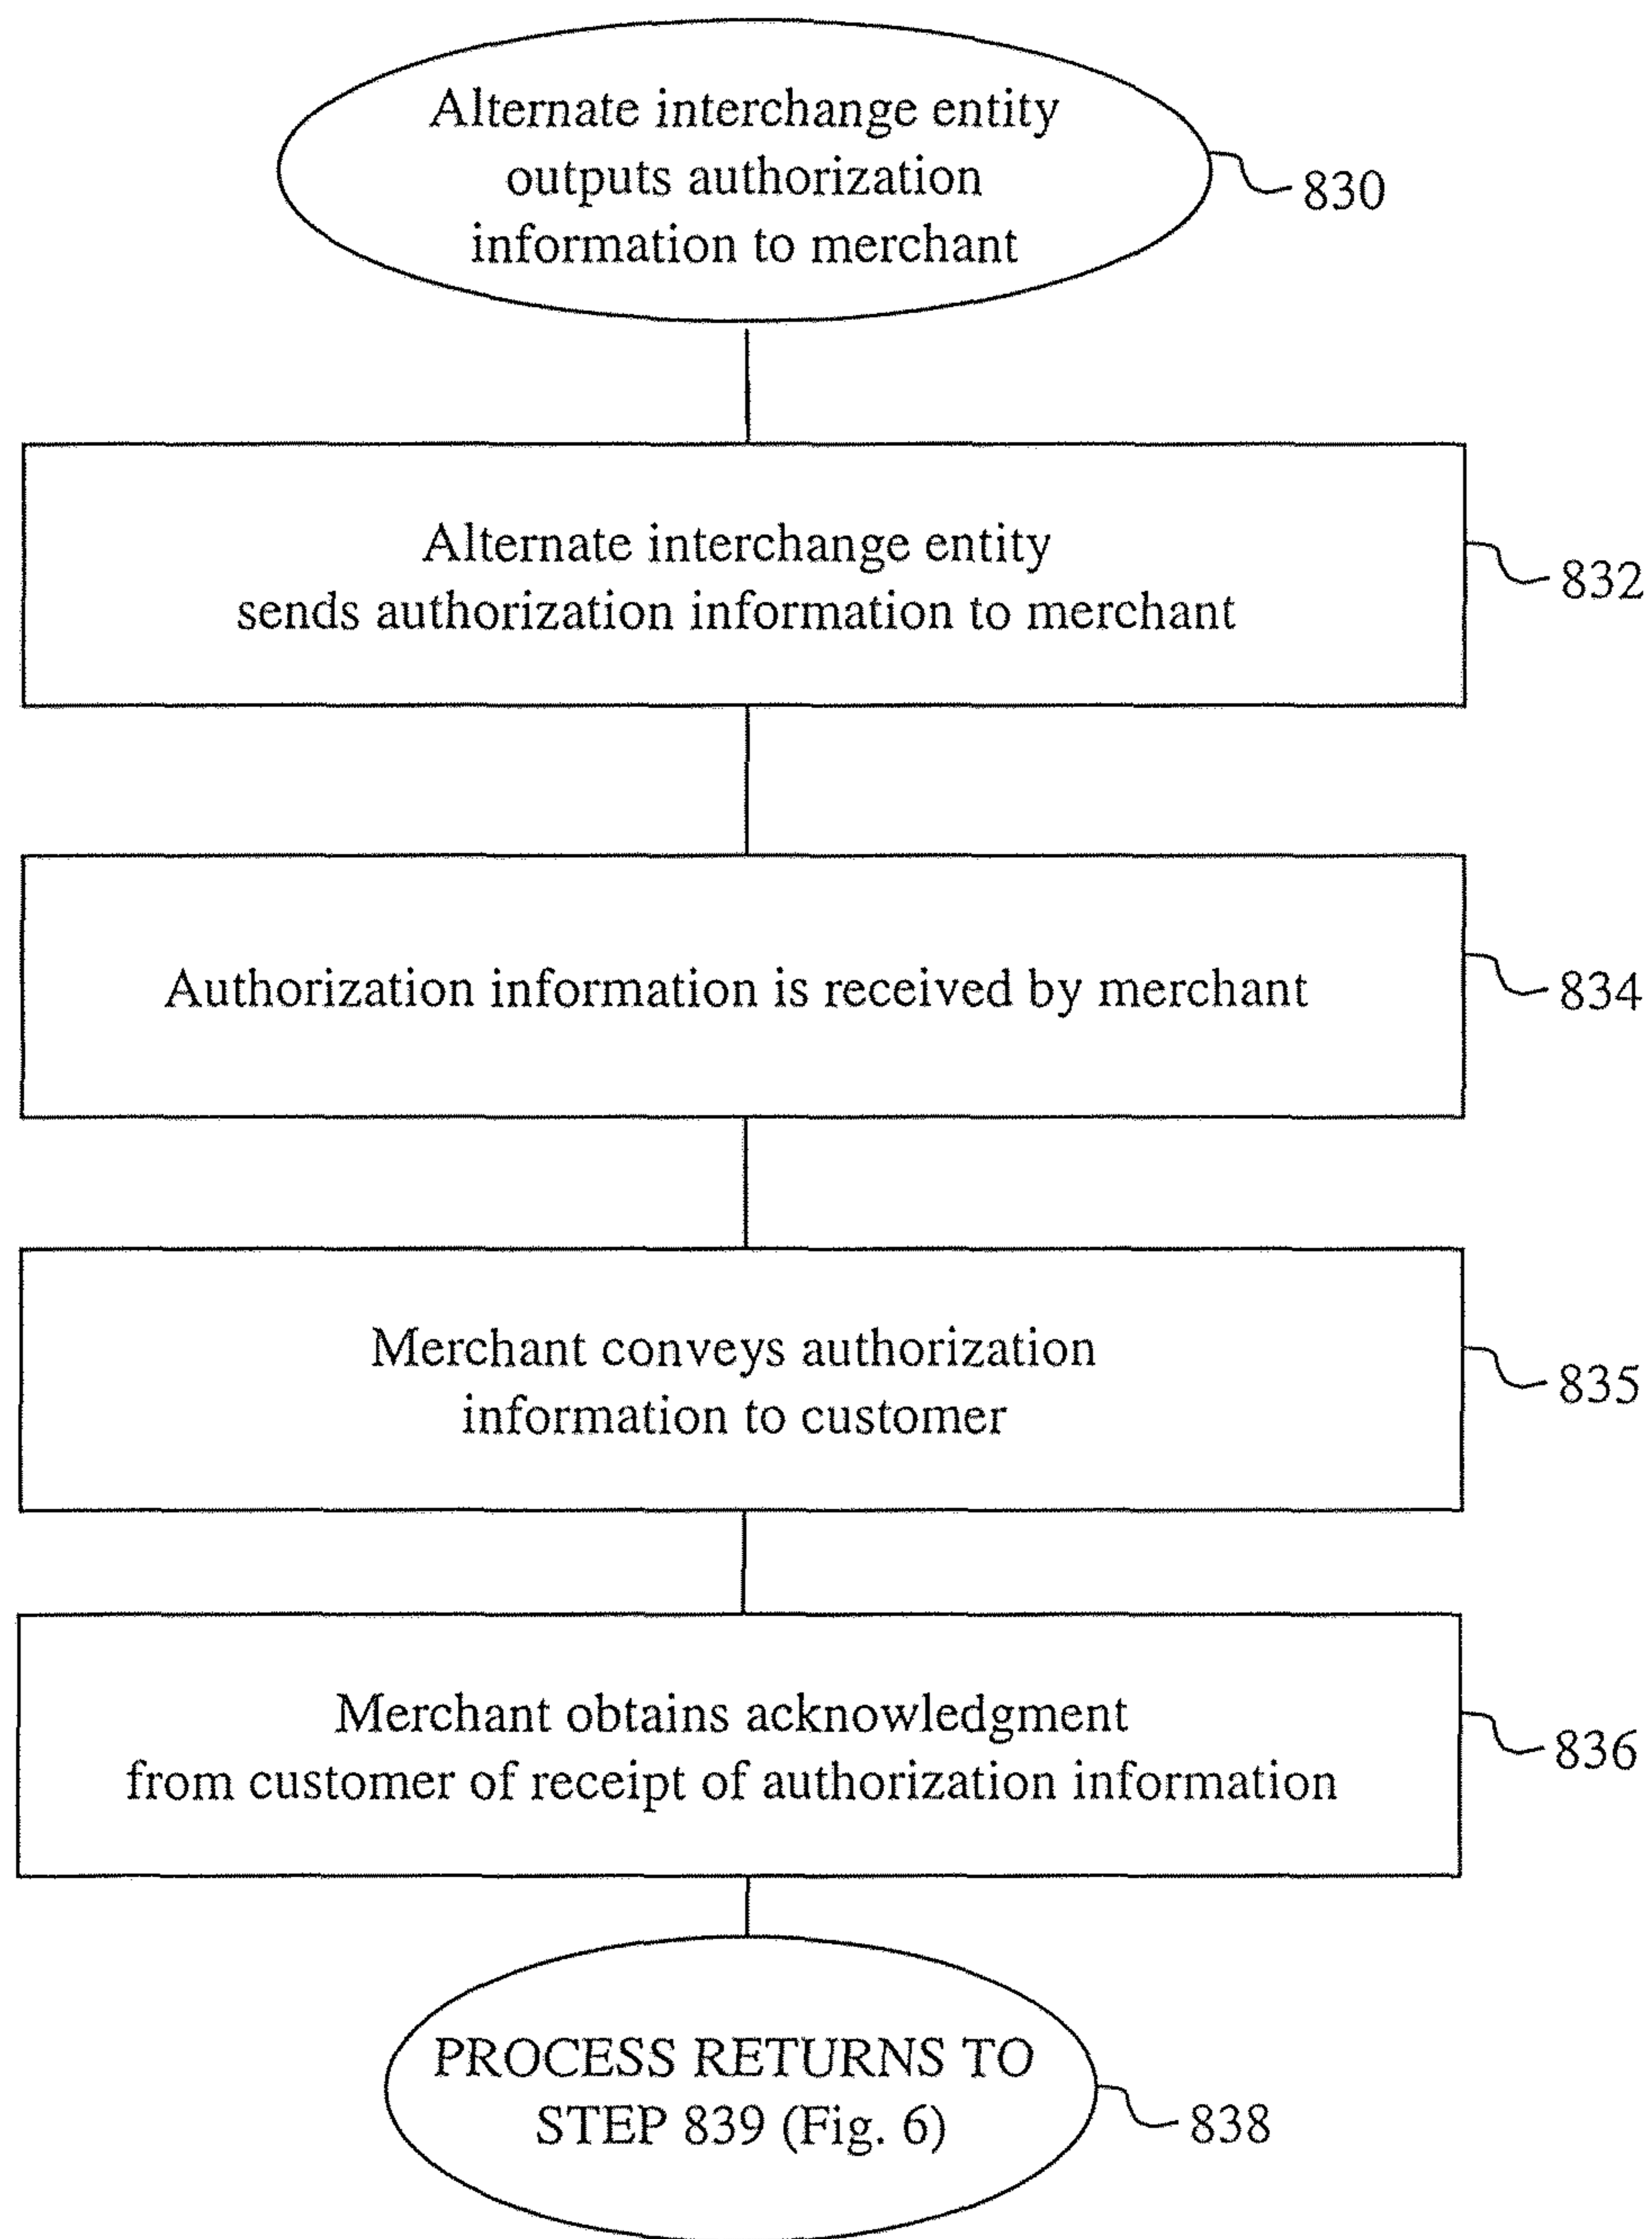 Alternate interchange entity
outputs authorization
information to merchant
830
Alternate interchange entity
sends authorization information to merchant
832
Authorization information is received by merchant
834
Merchant conveys authorization
information to customer
835
Merchant obtains acknowledgment
from customer of receipt of authorization information
836
PROCESS RETURNS TO
STEP 839 (Fig. 6)
838